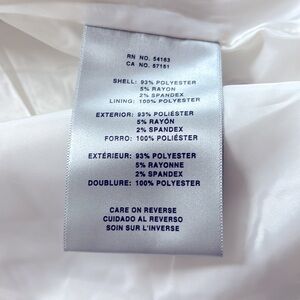 RN NO. 54163
CA NO. 57151
SHELL: 93% POLYESTER
5% RAYON
2% SPANDEX
LINING: 100% POLYESTER
EXTERIOR: 93% POLIÉSTER
5% RAYÓN
2% SPANDEX
FORRO: 100% POLIÉSTER
EXTÉRIEUR: 93% POLYESTER
5% RAYONNE
2% SPANDEX
DOUBLURE: 100% POLYESTER
CARE ON REVERSE
CUIDADO AL REVERSO
SOIN SUR L'INVERSE